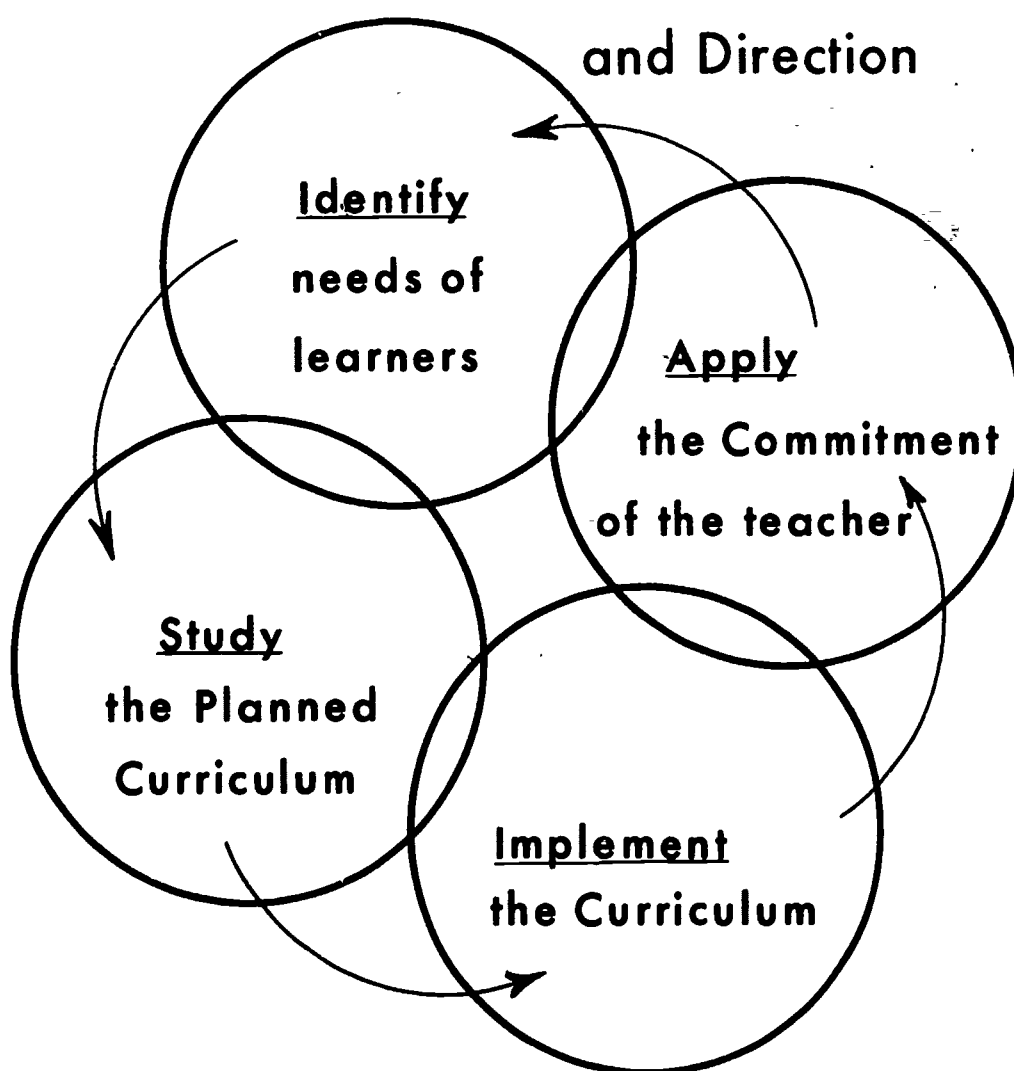 and Direction
Identify
needs of
learners
Apply
the Commitment
of the teacher
Study
the Planned
Curriculum
Implement
the Curriculum